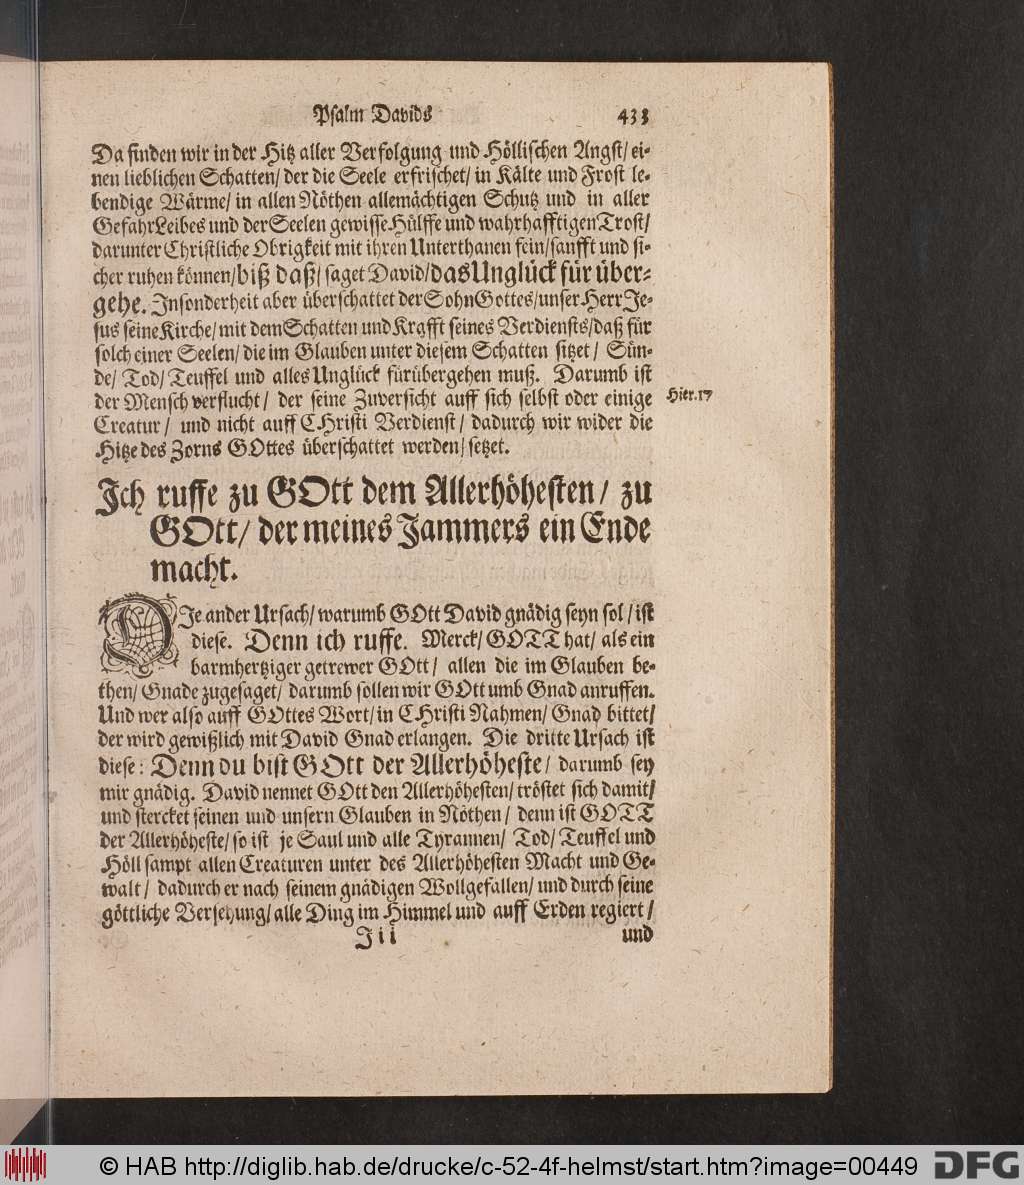 Psalm Davids 433
Da finden wir in der Hitz aller Verfolgung und Höllischen Angst/ ei-
nen lieblichen Schatten/ der die Seele erfrischet/ in Kälte und Frost le-
bendige Wärme/ in allen Nöthen allemächtigen Schutz und in aller
Gefahr Leibes und der Seelen gewisse Hülffe und wahrhafftigen Trost/
darunter Christliche Obrigkeit mit ihren Unterthanen fein/ sanfft und si-
cher ruhen können/ biß daß/ saget David/ das Unglück für über-
gehe. Insonderheit aber überschattet der Sohn Gottes/ unser Herr Je-
sus seine Kirche/ mit dem Schatten und Krafft seines Verdiensts/ daß für
solch einer Seelen/ die im Glauben unter diesem Schatten sitzet/ Sün-
de/ Tod/ Teuffel und alles Unglück fürübergehen muß. Darumb ist
der Mensch verflucht/ der seine Zuversicht auff sich selbst oder einige
Hier. 17
Creatur/ und nicht auff CHristi Verdienst/ dadurch wir wider die
Hitze des Zorns GOttes überschattet werden/ setzet.
Ich ruffe zu GOtt dem Allerhöhesten/ zu
GOtt/ der meines Jammers ein Ende
macht.
DIe ander Ursach/ warumb GOtt David gnädig seyn sol/ ist
diese. Denn ich ruffe. Merck/ GOTT hat/ als ein
barmhertziger getrewer GOtt/ allen die im Glauben be-
then/ Gnade zugesaget/ darumb sollen wir GOtt umb Gnad anruffen.
Und wer also auff GOttes Wort/ in CHristi Nahmen/ Gnad bittet/
der wird gewißlich mit David Gnad erlangen. Die dritte Ursach ist
diese: Denn du bist GOtt der Allerhöheste/ darumb sey
mir gnädig. David nennet GOtt den Allerhöhesten/ tröstet sich damit/
und stercket seinen und unsern Glauben in Nöthen/ denn ist GOTT
der Allerhöheste/ so ist je Saul und alle Tyrannen/ Tod/ Teuffel und
Höll sampt allen Creaturen unter des Allerhöhesten Macht und Ge-
walt/ dadurch er nach seinem gnädigen Wollgefallen/ und durch seine
göttliche Versehung/ alle Ding im Himmel und auff Erden regiert/
Iii und
© HAB http://diglib.hab.de/drucke/c-52-4f-helmst/start.htm?image=00449 DFG